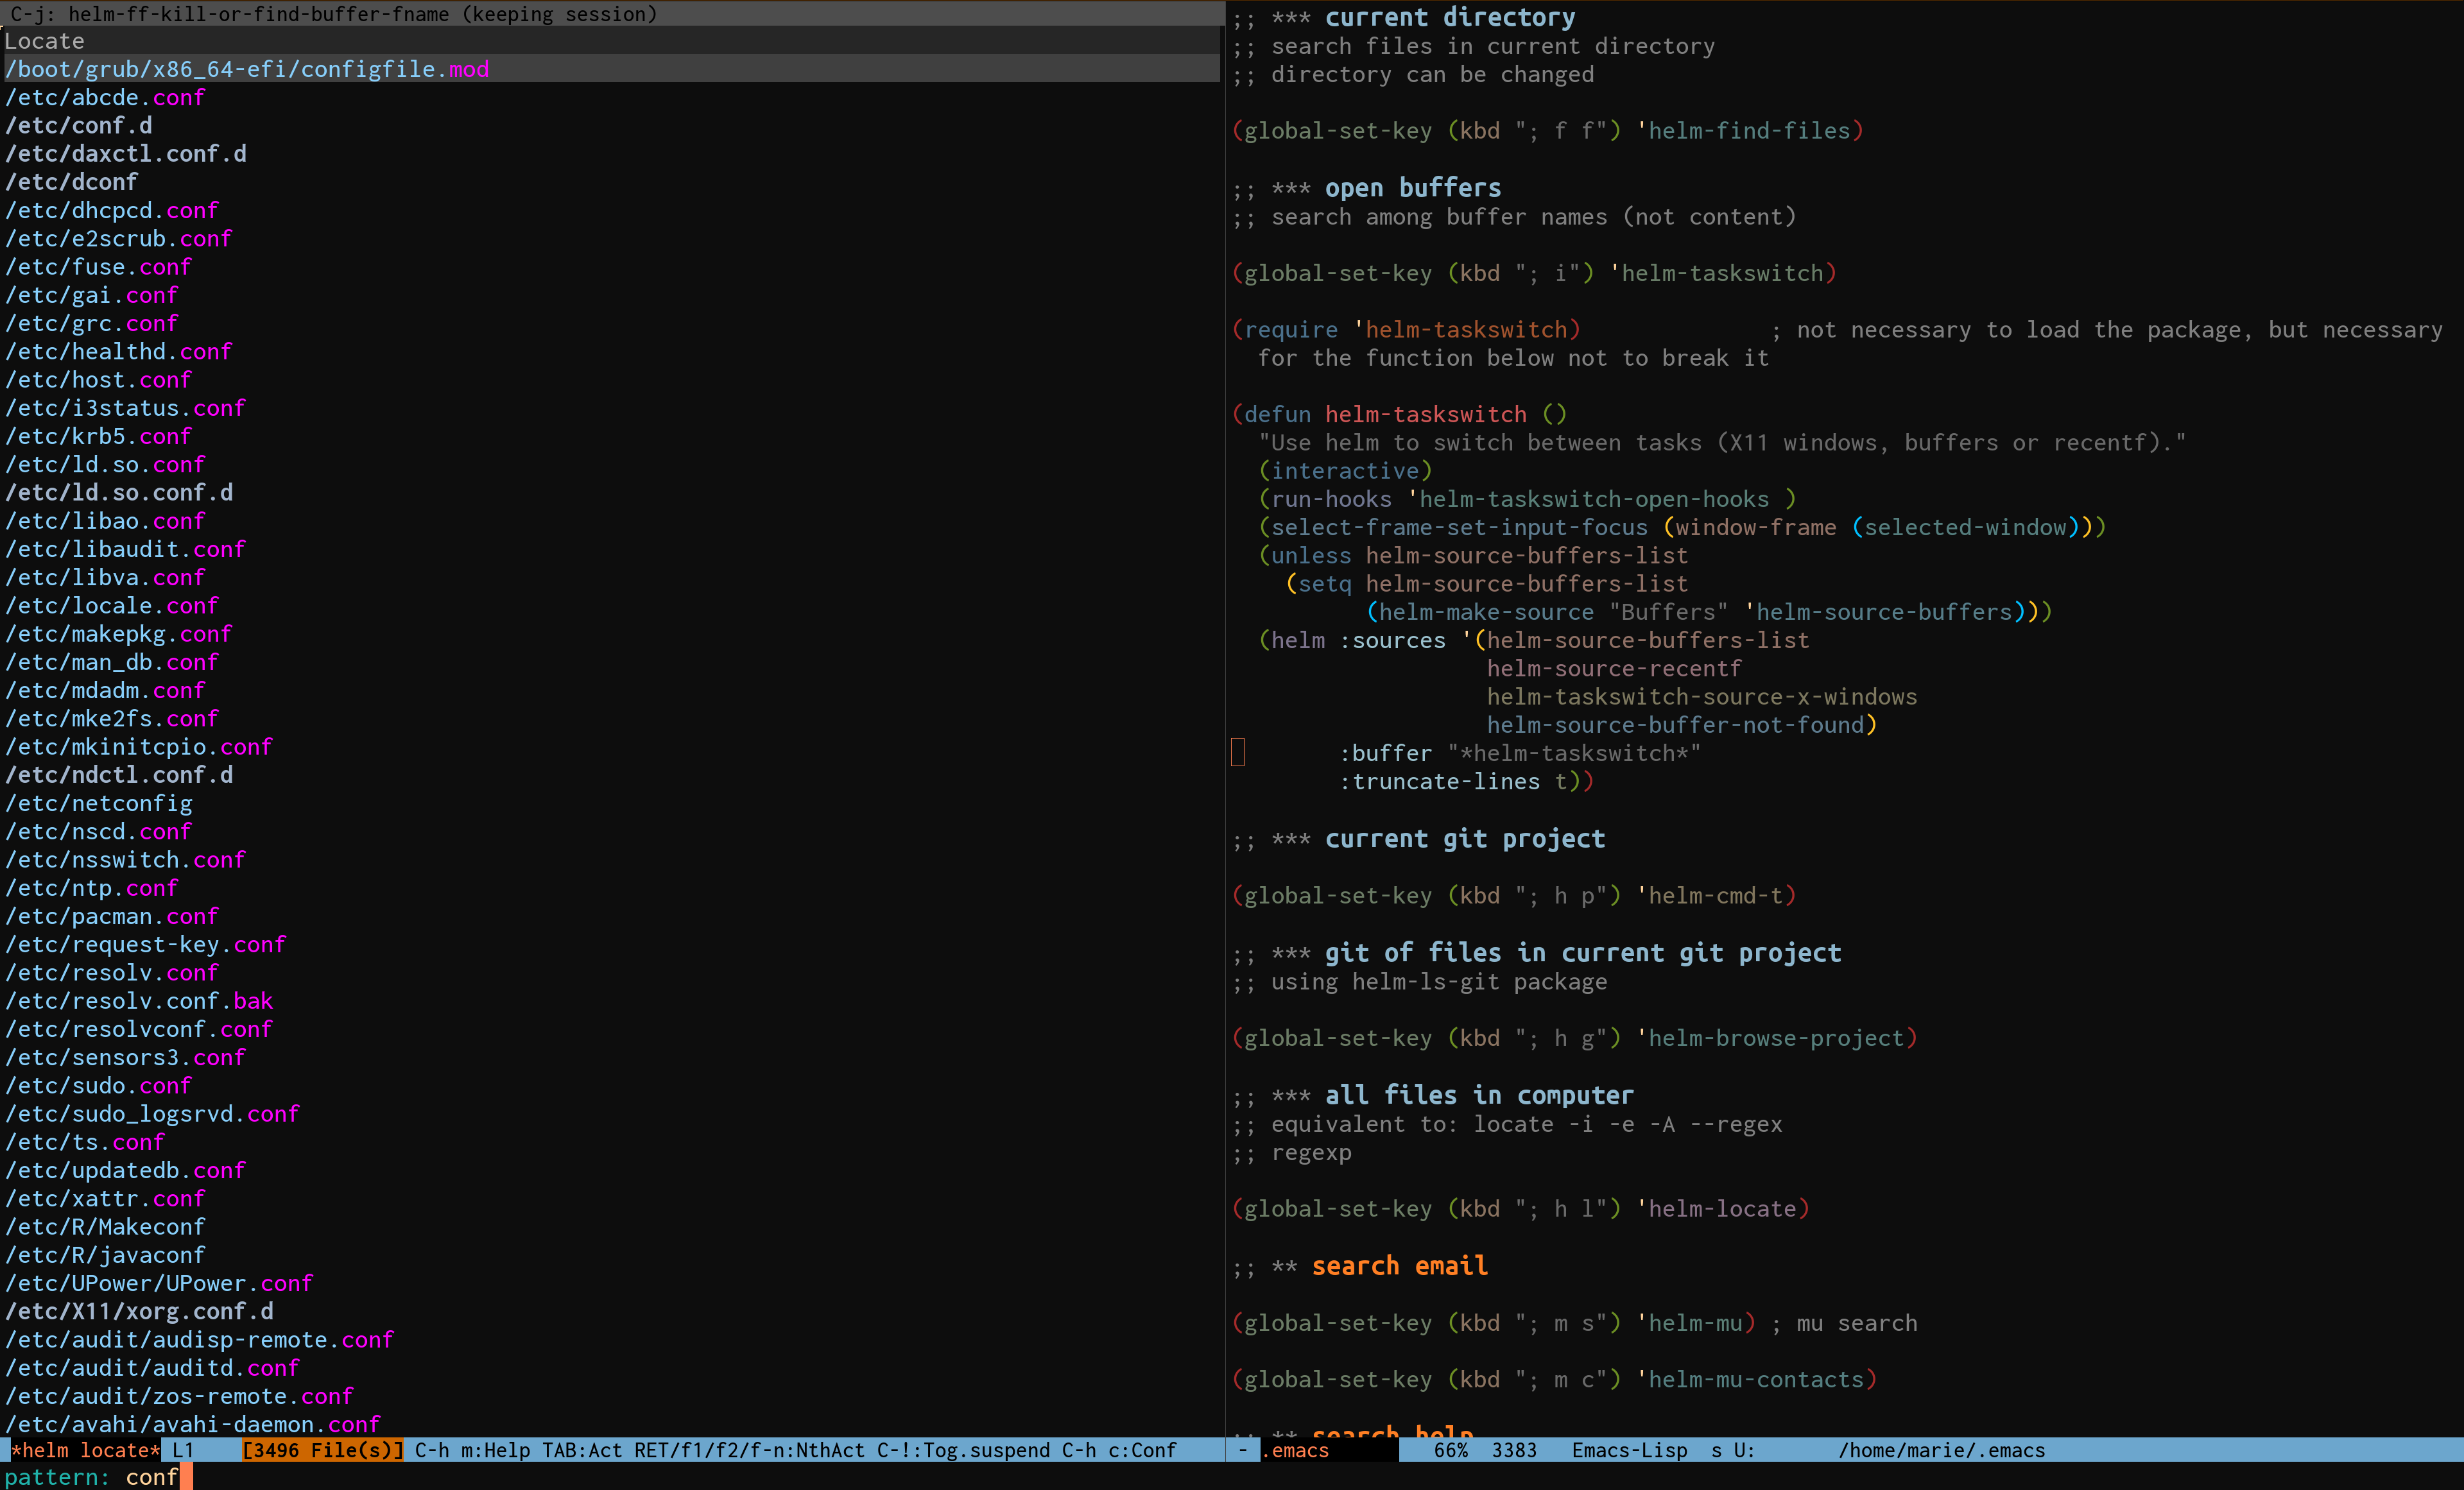 C-j: helm-ff-kill-or-find-buffer-fname (keeping session)
Locate
/boot/grub/x86_64-efi/configfile.mod
/etc/abcde.conf
/etc/conf.d
/etc/daxctl.conf.d
/etc/dconf
/etc/dhcpcd.conf
/etc/e2scrub.conf
/etc/fuse.conf
/etc/gai.conf
/etc/grc.conf
/etc/healthd.conf
/etc/host.conf
/etc/i3status.conf
/etc/krb5.conf
/etc/ld.so.conf
/etc/ld.so.conf.d
/etc/libao.conf
/etc/libaudit.conf
/etc/libva.conf
/etc/locale.conf
/etc/makepkg.conf
/etc/man_db.conf
/etc/mdadm.conf
/etc/mke2fs.conf
/etc/mkinitcpio.conf
/etc/ndctl.conf.d
/etc/netconfig
/etc/nscd.conf
/etc/nsswitch.conf
/etc/ntp.conf
/etc/pacman.conf
/etc/request-key.conf
/etc/resolv.conf
/etc/resolv.conf.bak
/etc/resolvconf.conf
/etc/sensors3.conf
/etc/sudo.conf
/etc/sudo_logsrvd.conf
/etc/ts.conf
/etc/updatedb.conf
/etc/xattr.conf
/etc/R/Makeconf
/etc/R/javaconf
/etc/UPower/UPower.conf
/etc/X11/xorg.conf.d
/etc/audit/audisp-remote.conf
/etc/audit/auditd.conf
/etc/audit/zos-remote.conf
/etc/avahi/avahi-daemon.conf
*helm locate* L1 [3496 File(s)] C-h m:Help TAB:Act RET/f1/f2/f-n:NthAct C-!:Tog.suspend C-h c:Conf
pattern: conf
;; *** current directory
;; search files in current directory
;; directory can be changed
(global-set-key (kbd "; f f") 'helm-find-files)
;; *** open buffers
;; search among buffer names (not content)
(global-set-key (kbd "; i") 'helm-taskswitch)
(require 'helm-taskswitch) ; not necessary to load the package, but necessary
for the function below not to break it
(defun helm-taskswitch ()
"Use helm to switch between tasks (X11 windows, buffers or recentf)."
(interactive)
(run-hooks 'helm-taskswitch-open-hooks )
(select-frame-set-input-focus (window-frame (selected-window)))
(unless helm-source-buffers-list
(setq helm-source-buffers-list
(helm-make-source "Buffers" 'helm-source-buffers)))
(helm :sources '(helm-source-buffers-list
helm-source-recentf
helm-taskswitch-source-x-windows
helm-source-buffer-not-found)
:buffer "*helm-taskswitch*"
:truncate-lines t))
;; *** current git project
(global-set-key (kbd "; h p") 'helm-cmd-t)
;; *** git of files in current git project
;; using helm-ls-git package
(global-set-key (kbd "; h g") 'helm-browse-project)
;; *** all files in computer
;; equivalent to: locate -i -e -A --regex
;; regexp
(global-set-key (kbd "; h l") 'helm-locate)
;; ** search email
(global-set-key (kbd "; m s") 'helm-mu) ; mu search
(global-set-key (kbd "; m c") 'helm-mu-contacts)
;; ** search help
- .emacs 66% 3383 Emacs-Lisp s U: /home/marie/.emacs